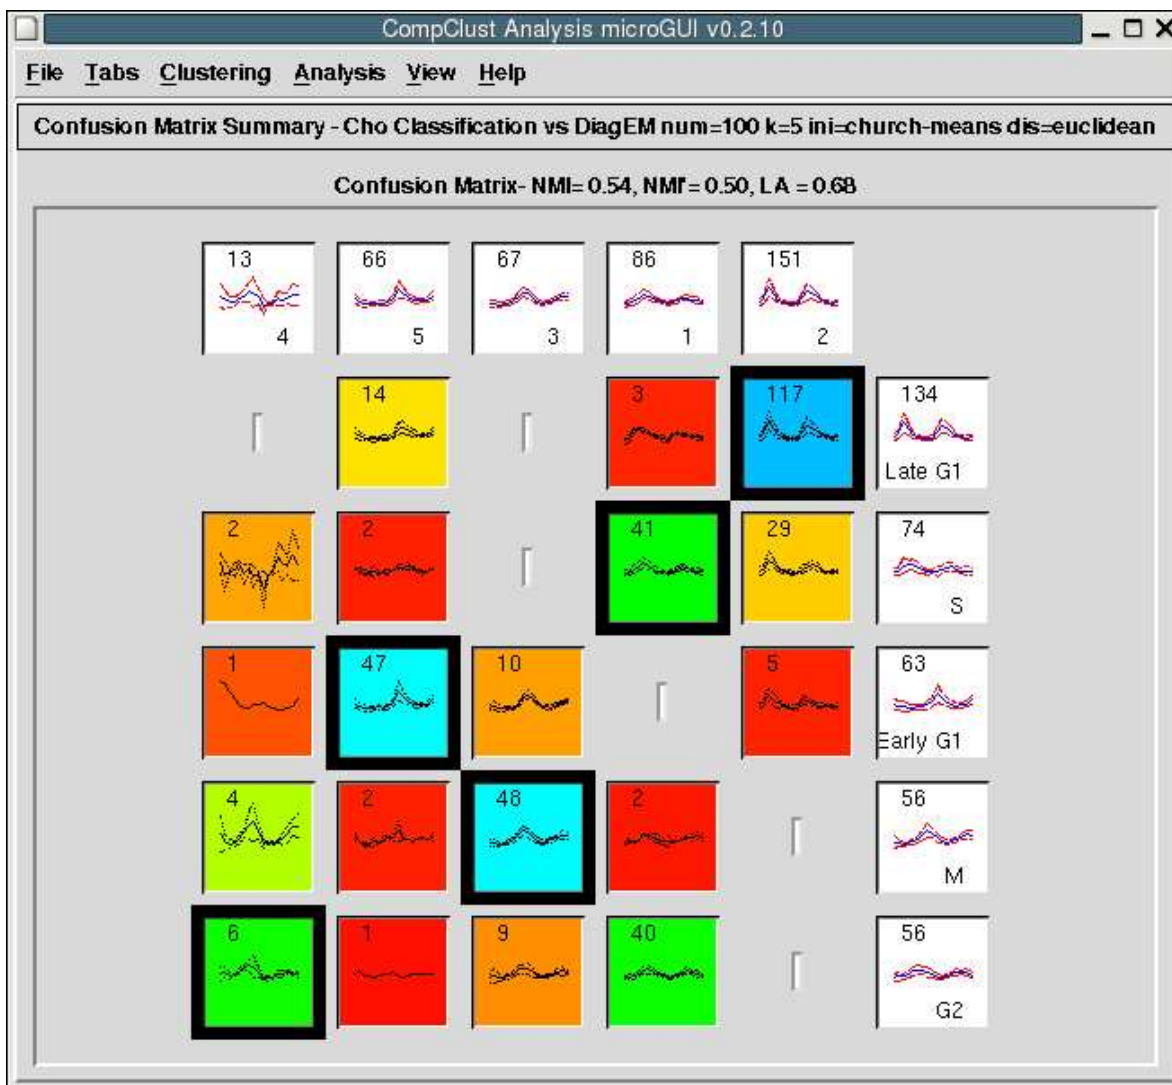 CompClust Analysis microGUI v0.2.10
File Tabs Clustering Analysis View Help
Confusion Matrix Summary - Cho Classification vs DiagEM num=100 k=5 ini=church-means dis=euclidean
Confusion Matrix- NMI= 0.54, NMI'= 0.50, LA = 0.68
13 66 67 86 151
4 5 3 1 2
14 3 117 134
Late G1
2 2 41 29 74
S
1 47 10 5 63
Early G1
4 2 48 2 56
M
6 1 9 40 56
G2